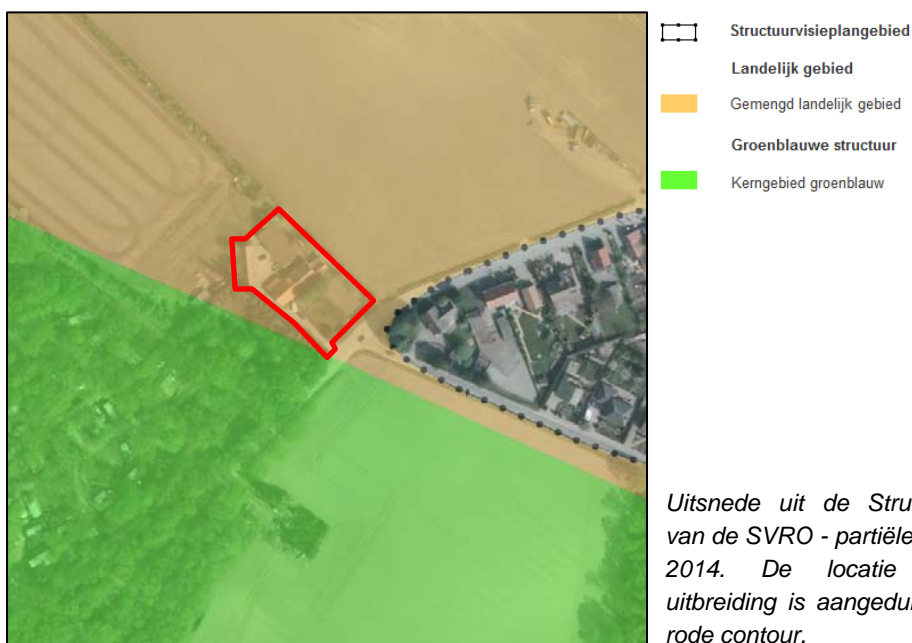 Structuurvisieplangebied
Landelijk gebied
Gemengd landelijk gebied
Groenblauwe structuur
Kerngebied groenblauw
Uitsnede uit de Stru
van de SVRO - partiële
2014. De locatie
uitbreiding is aangedui
rode contour.